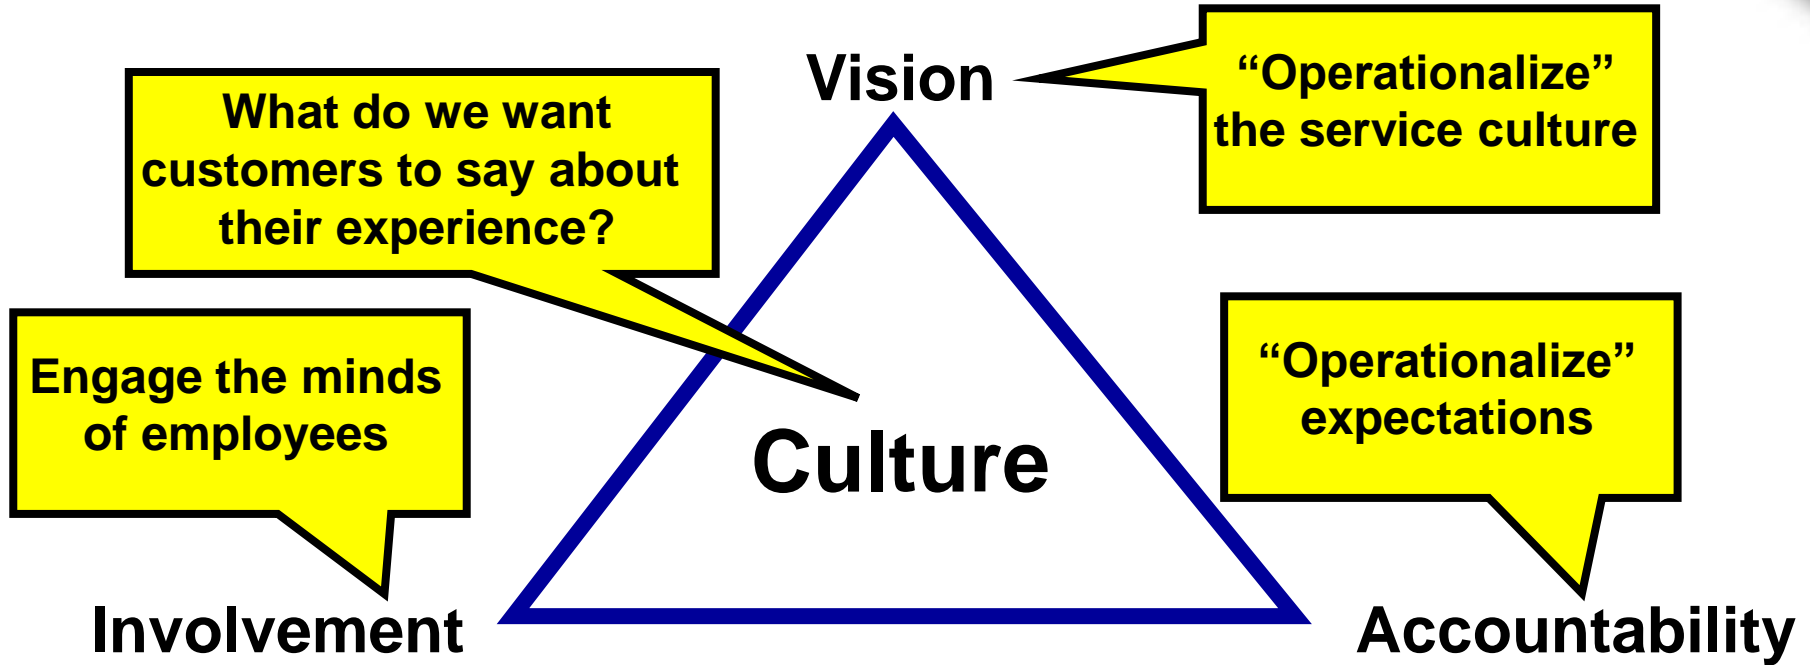 Vision
“Operationalize”
the service culture
What do we want
customers to say about
their experience?
Engage the minds
of employees
“Operationalize”
expectations
Culture
Involvement
Accountability